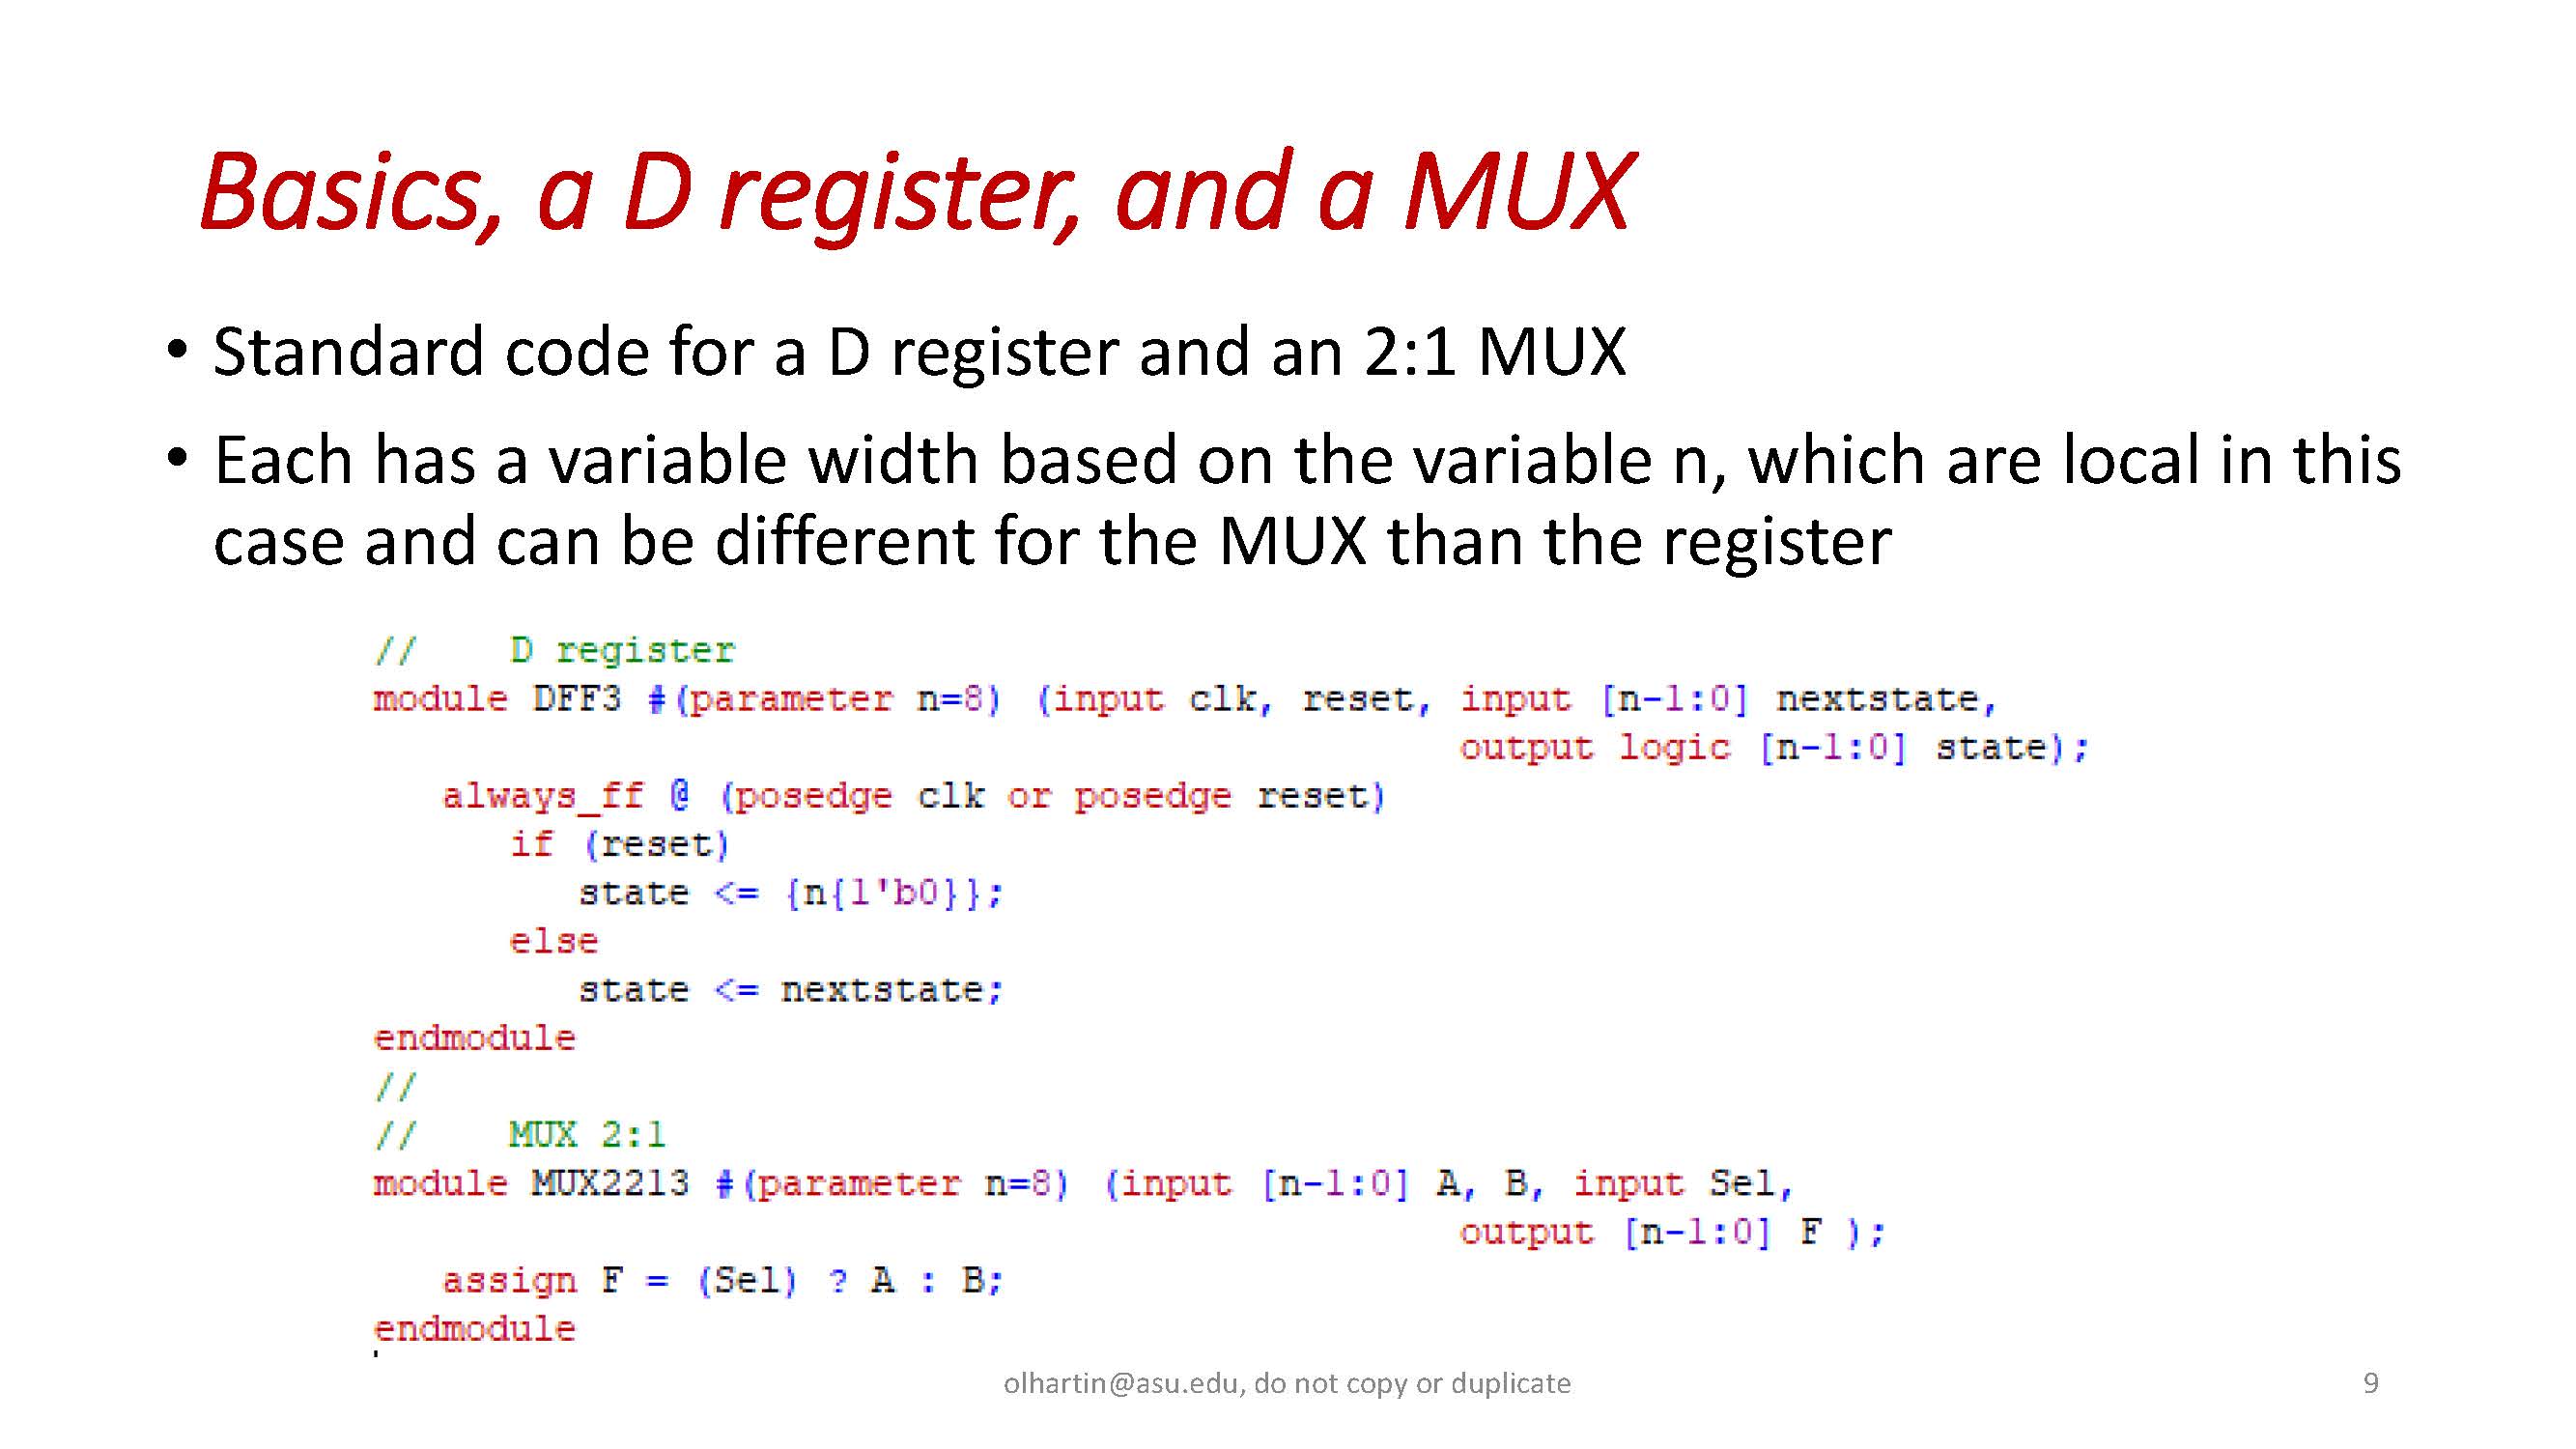 Basics, a D register, and a MUX
• Standard code for a D register and an 2:1 MUX
• Each has a variable width based on the variable n, which are local in this
case and can be different for the MUX than the register
//    D register
module DFF3 #(parameter n=8) (input clk, reset, input [n-1:0] nextstate,
output logic [n-1:0] state);
always_ff @ (posedge clk or posedge reset)
if (reset)
state <= {n{1'b0}};
else
state <= nextstate;
endmodule
//
//    MUX 2:1
module MUX2213 #(parameter n=8) (input [n-1:0] A, B, input Sel,
output [n-1:0] F );
assign F = (Sel) ? A : B;
endmodule
olhartin@asu.edu, do not copy or duplicate
9